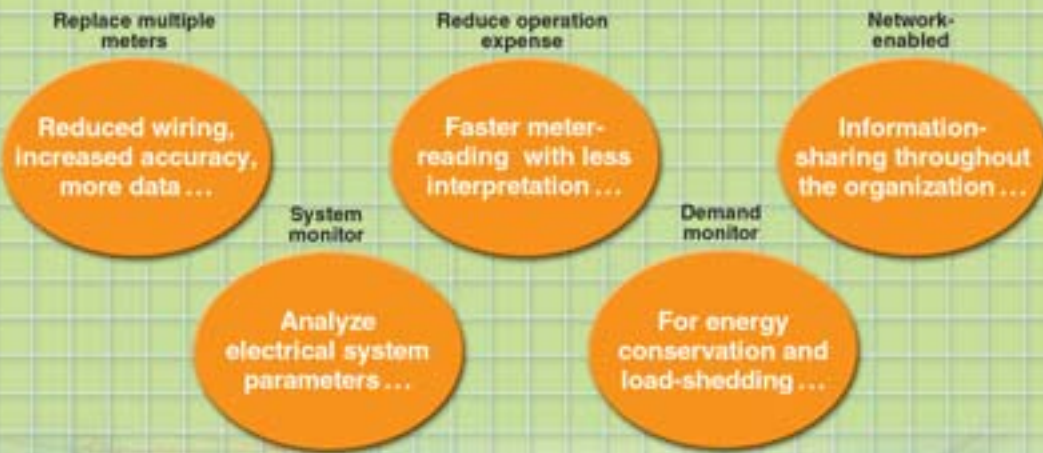 Replace multiple
meters
Reduced wiring,
increased accuracy,
more data ...
Reduce operation
expense
Faster meter-
reading with less
interpretation ...
Network-
enabled
Information-
sharing throughout
the organization ...
System
monitor
Analyze
electrical system
parameters ...
Demand
monitor
For energy
conservation and
load-shedding ...